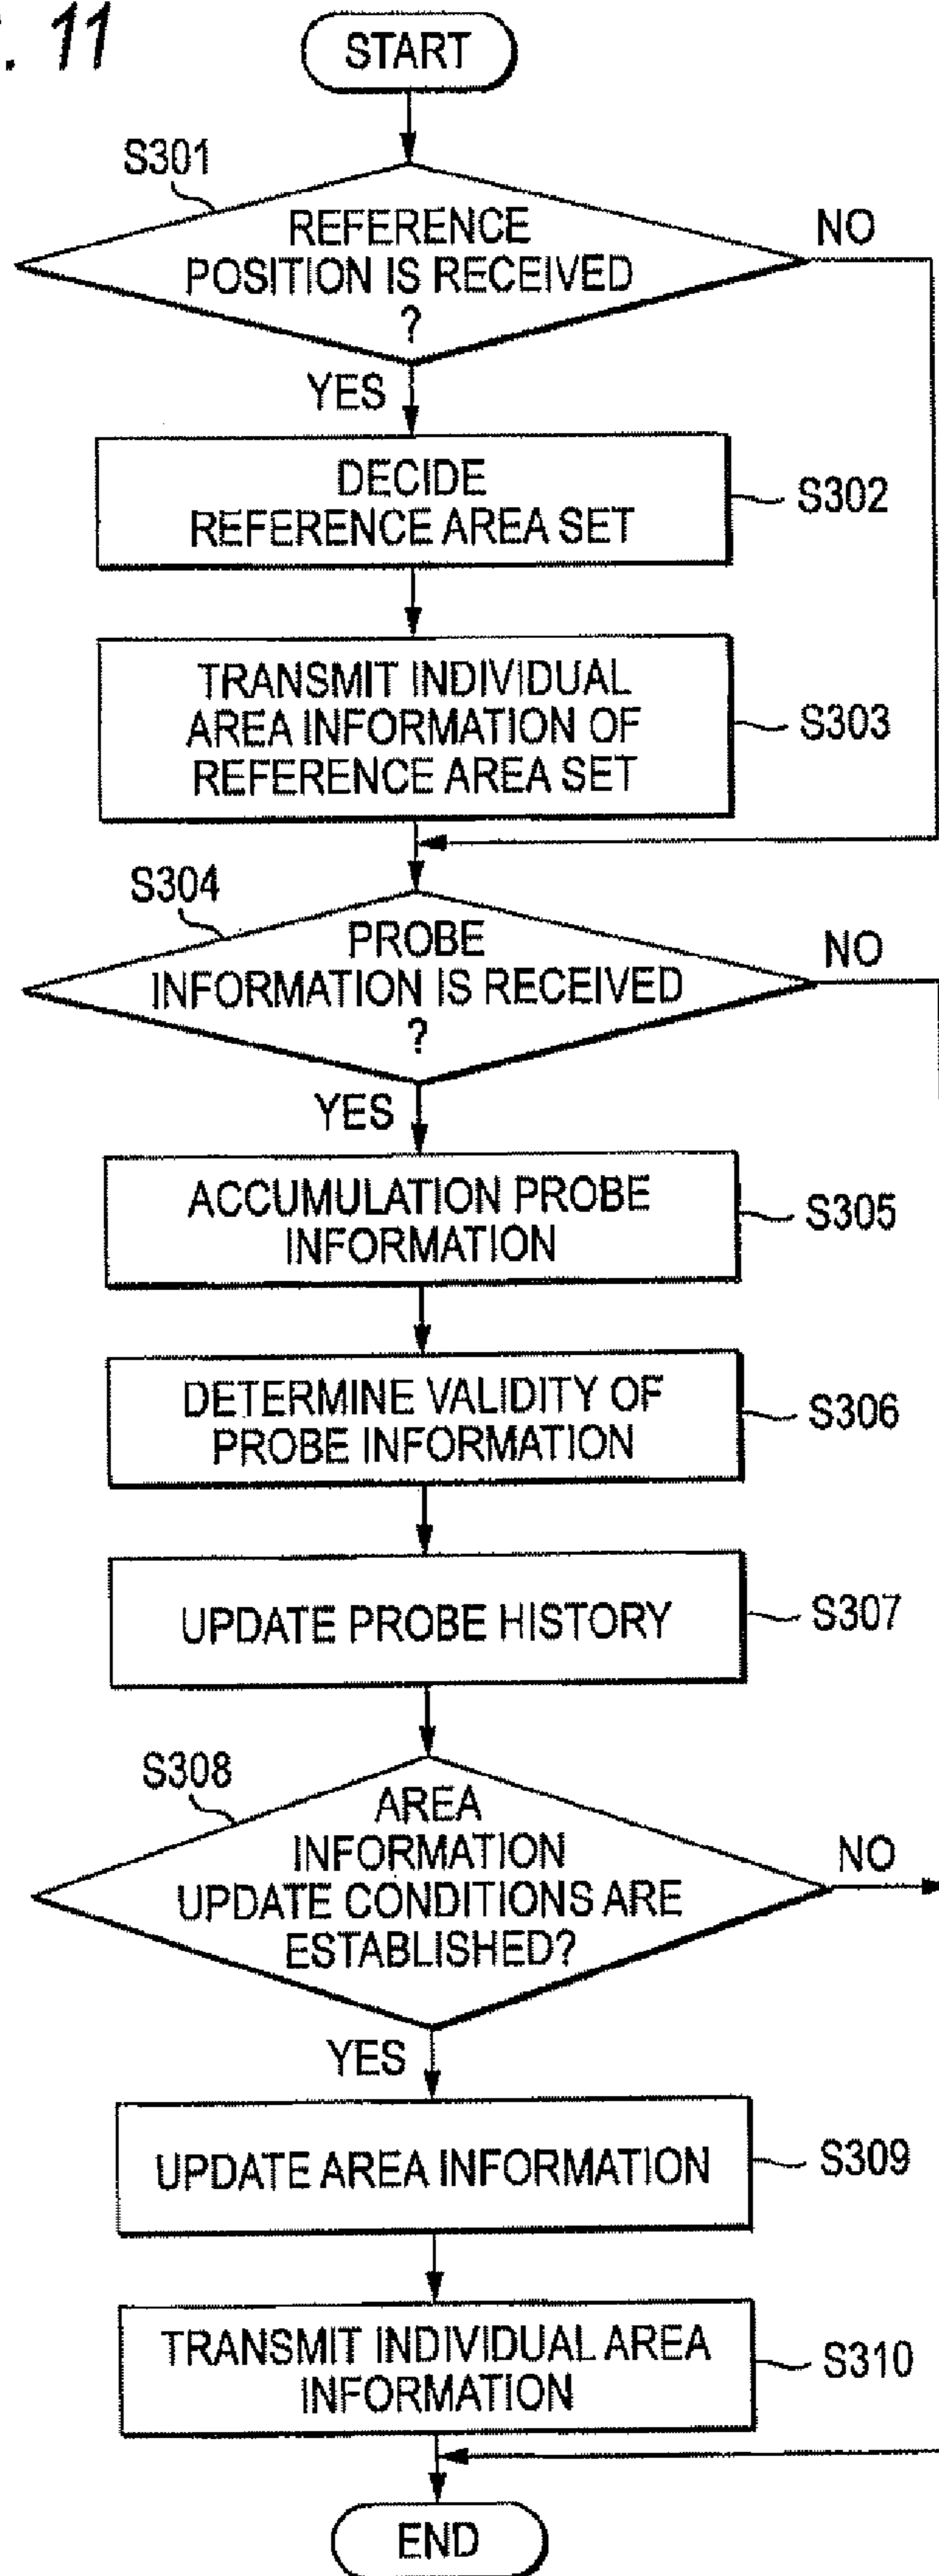 . 11
START
S301
REFERENCE
POSITION IS RECEIVED
?
NO
YES
DECIDE
REFERENCE AREA SET
S302
TRANSMIT INDIVIDUAL
AREA INFORMATION OF
REFERENCE AREA SET
S303
S304
PROBE
INFORMATION IS RECEIVED
?
NO
YES
ACCUMULATION PROBE
INFORMATION
S305
DETERMINE VALIDITY OF
PROBE INFORMATION
S306
UPDATE PROBE HISTORY
S307
S308
AREA
INFORMATION
UPDATE CONDITIONS ARE
ESTABLISHED?
NO
YES
UPDATE AREA INFORMATION
S309
TRANSMIT INDIVIDUAL AREA
INFORMATION
S310
END